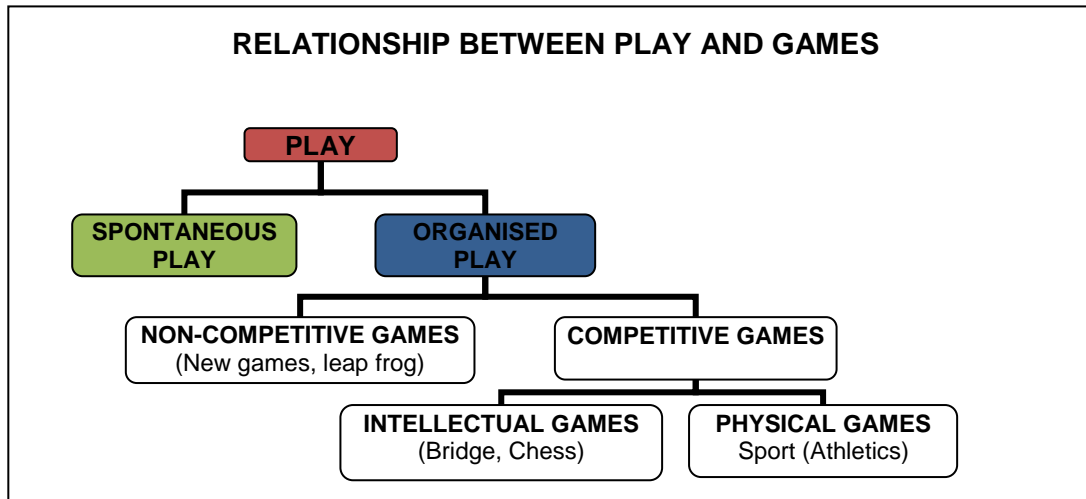 RELATIONSHIP BETWEEN PLAY AND GAMES
PLAY
SPONTANEOUS
PLAY
ORGANISED
PLAY
NON-COMPETITIVE GAMES
(New games, leap frog)
COMPETITIVE GAMES
INTELLECTUAL GAMES
(Bridge, Chess)
PHYSICAL GAMES
Sport (Athletics)